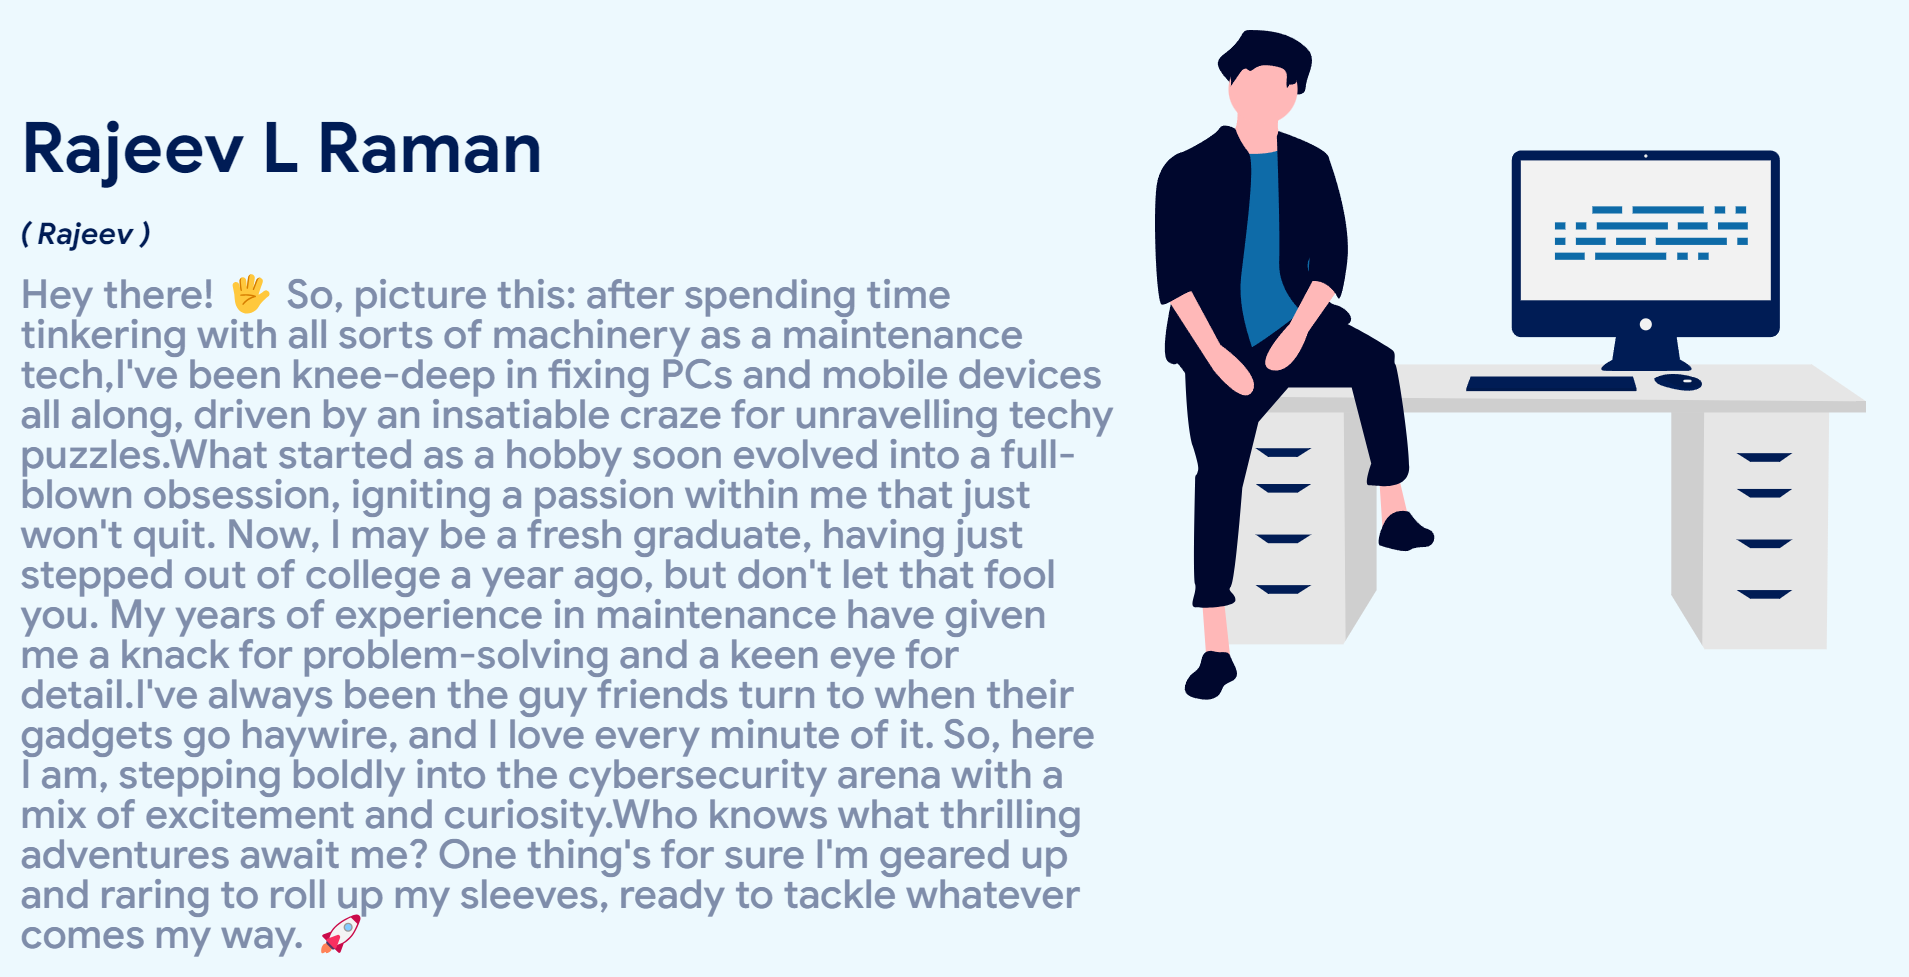 Rajeev L Raman
( Rajeev )
Hey there! 🖐 So, picture this: after spending time
tinkering with all sorts of machinery as a maintenance
tech,I've been knee-deep in fixing PCs and mobile devices
all along, driven by an insatiable craze for unravelling techy
puzzles.What started as a hobby soon evolved into a full-
blown obsession, igniting a passion within me that just
won't quit. Now, I may be a fresh graduate, having just
stepped out of college a year ago, but don't let that fool
you. My years of experience in maintenance have given
me a knack for problem-solving and a keen eye for
detail.I've always been the guy friends turn to when their
gadgets go haywire, and I love every minute of it. So, here
I am, stepping boldly into the cybersecurity arena with a
mix of excitement and curiosity.Who knows what thrilling
adventures await me? One thing's for sure I'm geared up
and raring to roll up my sleeves, ready to tackle whatever
comes my way. 🚀